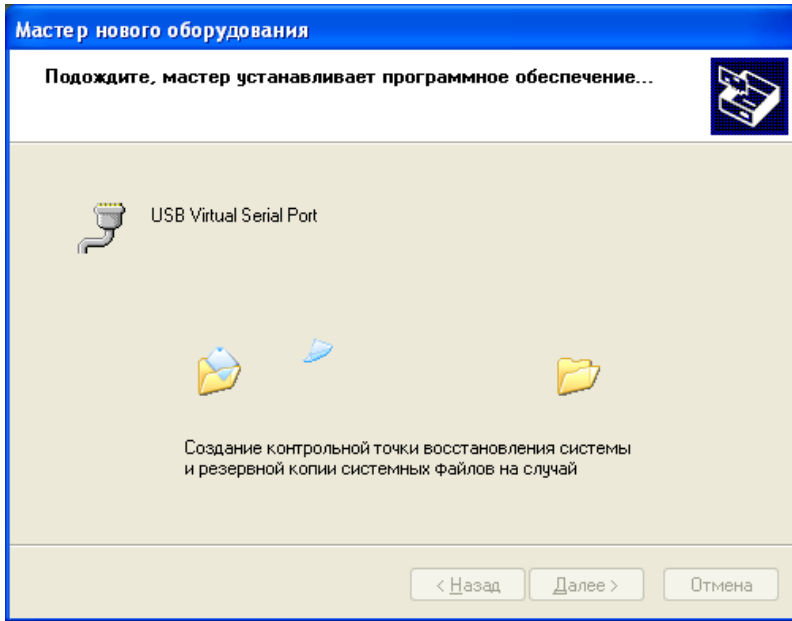 Мастер нового оборудования
Подождите, мастер устанавливает программное обеспечение...
USB Virtual Serial Port
Создание контрольной точки восстановления системы
и резервной копии системных файлов на случай
< Назад
Далее >
Отмена